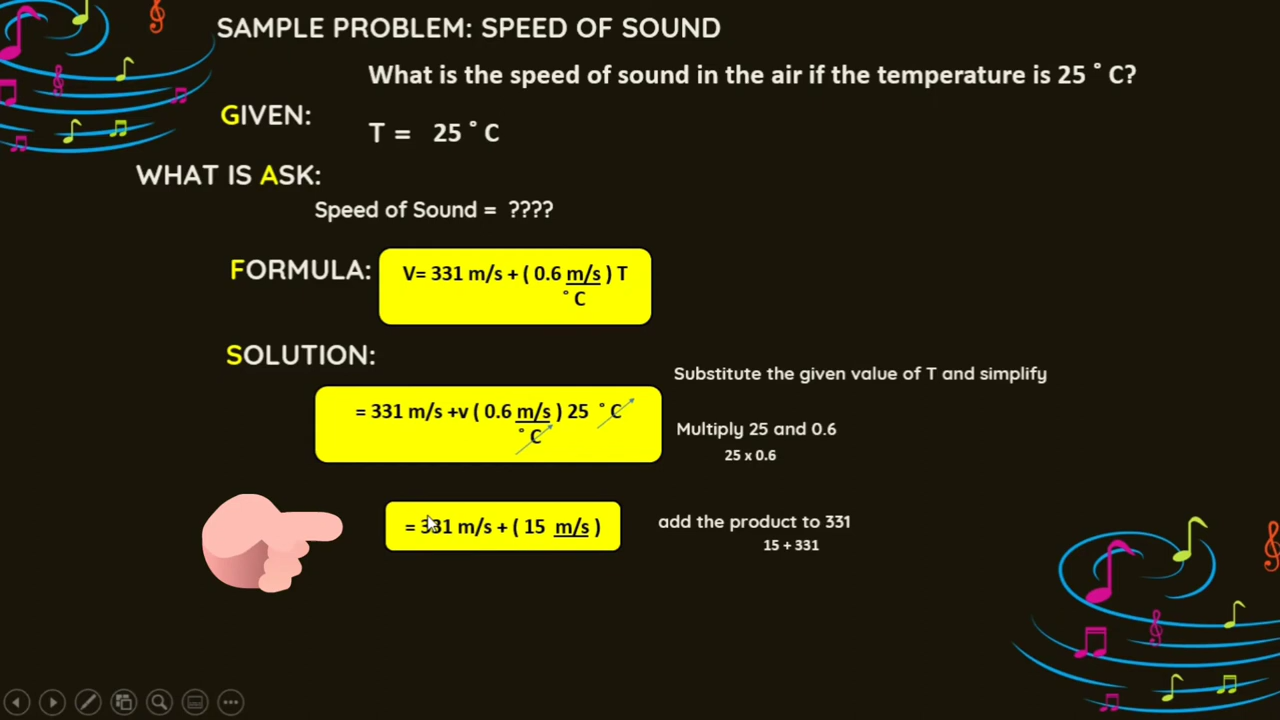 SAMPLE PROBLEM: SPEED OF SOUND
What is the speed of sound in the air if the temperature is 25 ° C?
GIVEN:
T = 25 ° C
WHAT IS ASK:
Speed of Sound = ????
FORMULA:
V= 331 m/s + ( 0.6 m/s ) T
° C
SOLUTION:
Substitute the given value of T and simplify
= 331 m/s +v ( 0.6 m/s ) 25 ° C
° C
Multiply 25 and 0.6
25 x 0.6
= 331 m/s + ( 15 m/s )
add the product to 331
15 + 331